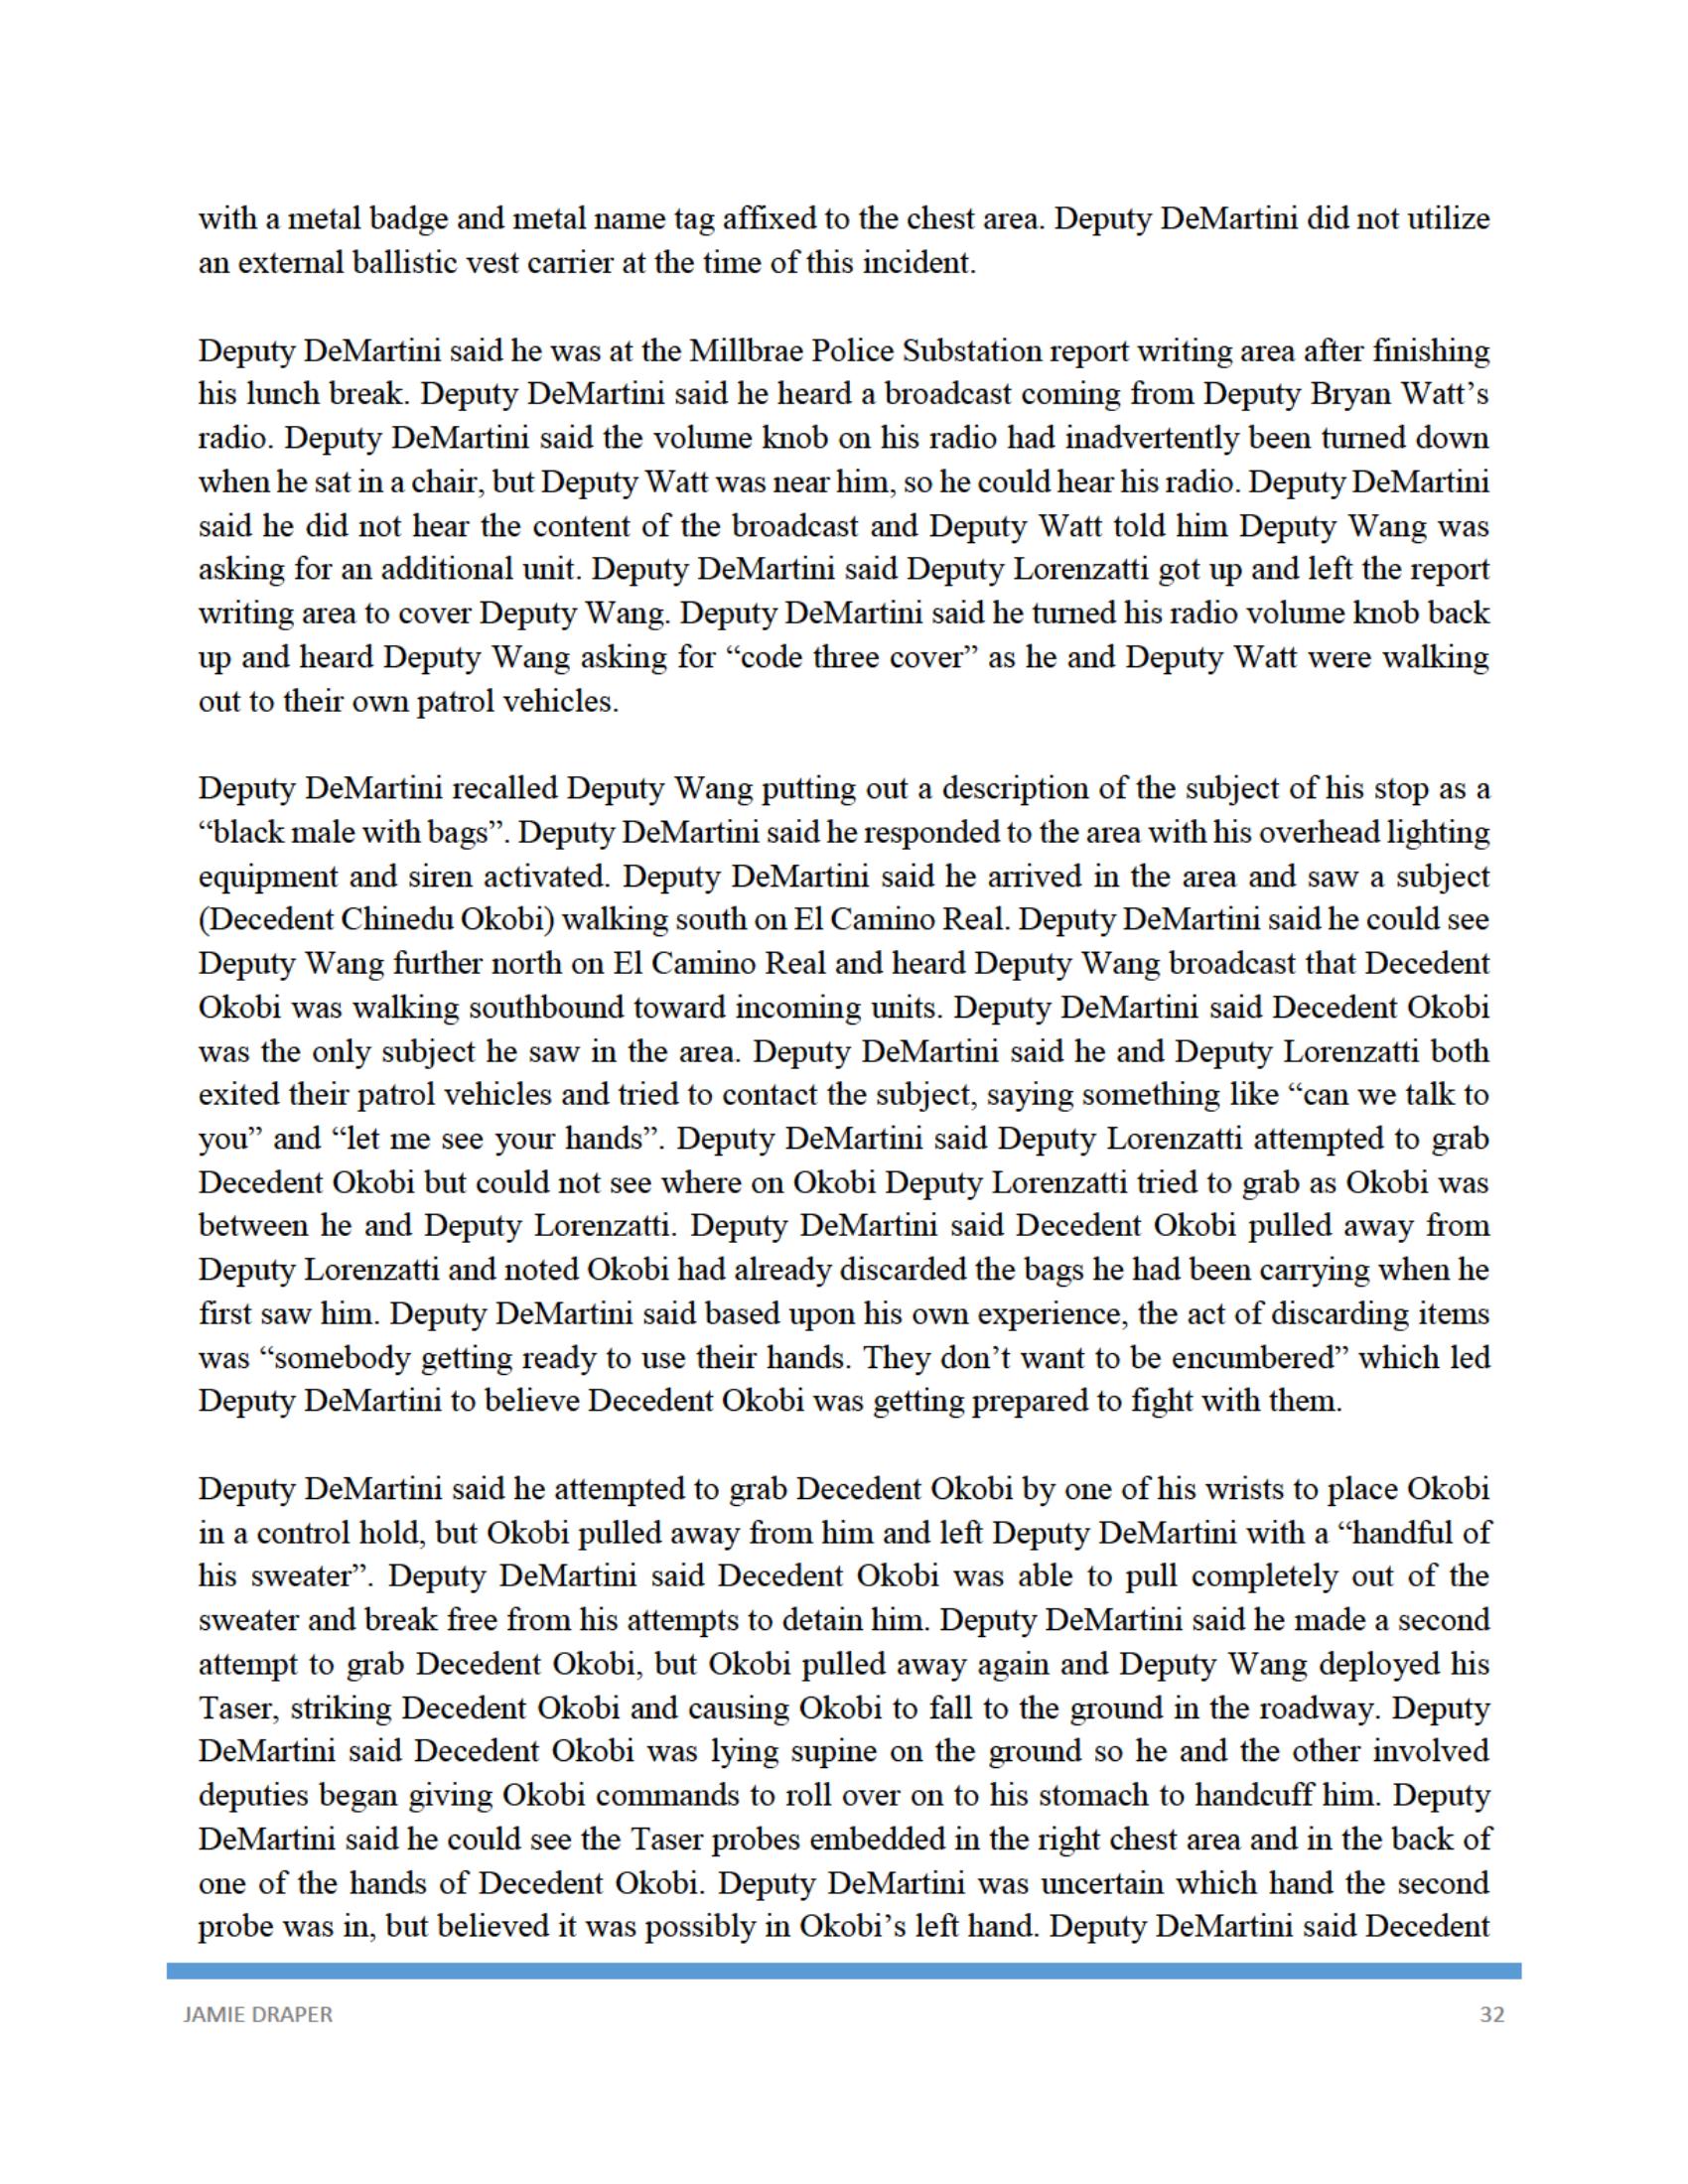 with a metal badge and metal name tag affixed to the chest area. Deputy DeMartini did not utilize
an external ballistic vest carrier at the time of this incident.
Deputy DeMartini said he was at the Millbrae Police Substation report writing area after finishing
his lunch break. Deputy DeMartini said he heard a broadcast coming from Deputy Bryan Watt’s
radio. Deputy DeMartini said the volume knob on his radio had inadvertently been turned down
when he sat in a chair, but Deputy Watt was near him, so he could hear his radio. Deputy DeMartini
said he did not hear the content of the broadcast and Deputy Watt told him Deputy Wang was
asking for an additional unit. Deputy DeMartini said Deputy Lorenzatti got up and left the report
writing area to cover Deputy Wang. Deputy DeMartini said he turned his radio volume knob back
up and heard Deputy Wang asking for “code three cover” as he and Deputy Watt were walking
out to their own patrol vehicles.
Deputy DeMartini recalled Deputy Wang putting out a description of the subject of his stop as a
“black male with bags”. Deputy DeMartini said he responded to the area with his overhead lighting
equipment and siren activated. Deputy DeMartini said he arrived in the area and saw a subject
(Decedent Chinedu Okobi) walking south on El Camino Real. Deputy DeMartini said he could see
Deputy Wang further north on El Camino Real and heard Deputy Wang broadcast that Decedent
Okobi was walking southbound toward incoming units. Deputy DeMartini said Decedent Okobi
was the only subject he saw in the area. Deputy DeMartini said he and Deputy Lorenzatti both
exited their patrol vehicles and tried to contact the subject, saying something like “can we talk to
you” and “let me see your hands”. Deputy DeMartini said Deputy Lorenzatti attempted to grab
Decedent Okobi but could not see where on Okobi Deputy Lorenzatti tried to grab as Okobi was
between he and Deputy Lorenzatti. Deputy DeMartini said Decedent Okobi pulled away from
Deputy Lorenzatti and noted Okobi had already discarded the bags he had been carrying when he
first saw him. Deputy DeMartini said based upon his own experience, the act of discarding items
was “somebody getting ready to use their hands. They don’t want to be encumbered” which led
Deputy DeMartini to believe Decedent Okobi was getting prepared to fight with them.
Deputy DeMartini said he attempted to grab Decedent Okobi by one of his wrists to place Okobi
in a control hold, but Okobi pulled away from him and left Deputy DeMartini with a “handful of
his sweater”. Deputy DeMartini said Decedent Okobi was able to pull completely out of the
sweater and break free from his attempts to detain him. Deputy DeMartini said he made a second
attempt to grab Decedent Okobi, but Okobi pulled away again and Deputy Wang deployed his
Taser, striking Decedent Okobi and causing Okobi to fall to the ground in the roadway. Deputy
DeMartini said Decedent Okobi was lying supine on the ground so he and the other involved
deputies began giving Okobi commands to roll over on to his stomach to handcuff him. Deputy
DeMartini said he could see the Taser probes embedded in the right chest area and in the back of
one of the hands of Decedent Okobi. Deputy DeMartini was uncertain which hand the second
probe was in, but believed it was possibly in Okobi’s left hand. Deputy DeMartini said Decedent
JAMIE DRAPER 32